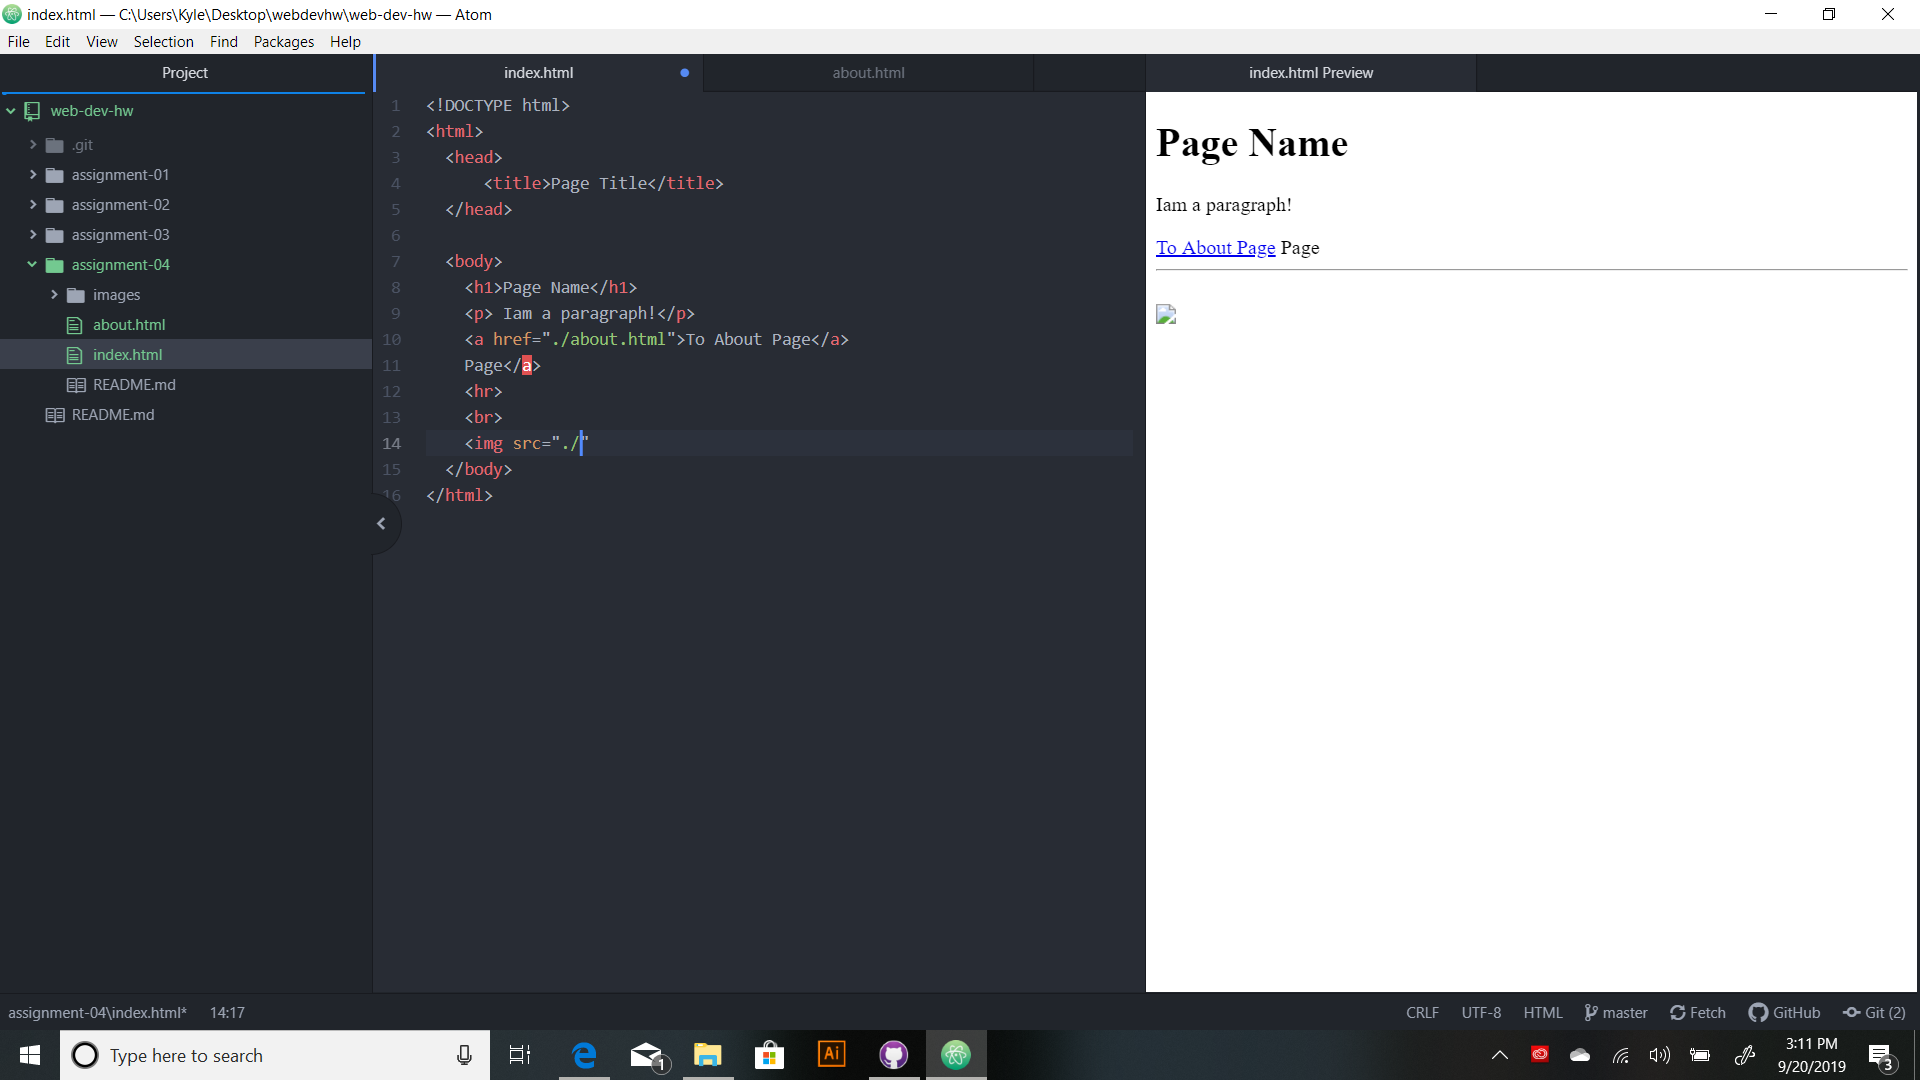 index.html — C:\Users\Kyle\Desktop\webdevhw\web-dev-hw — Atom
File Edit View Selection Find Packages Help
Project
index.html
about.html
index.html Preview
web-dev-hw
.git
assignment-01
assignment-02
assignment-03
assignment-04
images
about.html
index.html
README.md
README.md
1 <!DOCTYPE html>
2 <html>
3 <head>
4 <title>Page Title</title>
5 </head>
6
7 <body>
8 <h1>Page Name</h1>
9 <p> Iam a paragraph!</p>
10 <a href="./about.html">To About Page</a>
11 Page</a>
12 <hr>
13 <br>
14 <img src="./"
15 </body>
16 </html>
Page Name
Iam a paragraph!
To About Page Page
assignment-04\index.html* 14:17
CRLF UTF-8 HTML master Fetch GitHub Git (2)
Type here to search
1
Ai
3:11 PM
9/20/2019
3